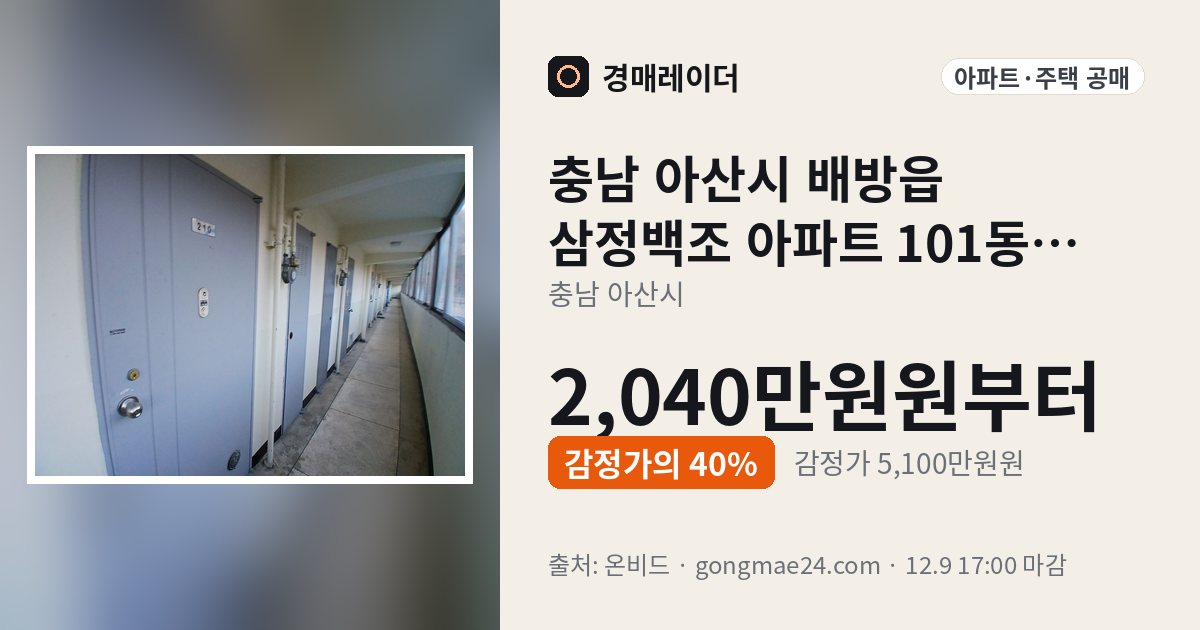 경매레이더
아파트·주택 공매
충남 아산시 배방읍
삼정백조 아파트 101동…
충남 아산시
2,040만원원부터
감정가의 40%
감정가 5,100만원원
출처: 온비드 · gongmae24.com · 12.9 17:00 마감